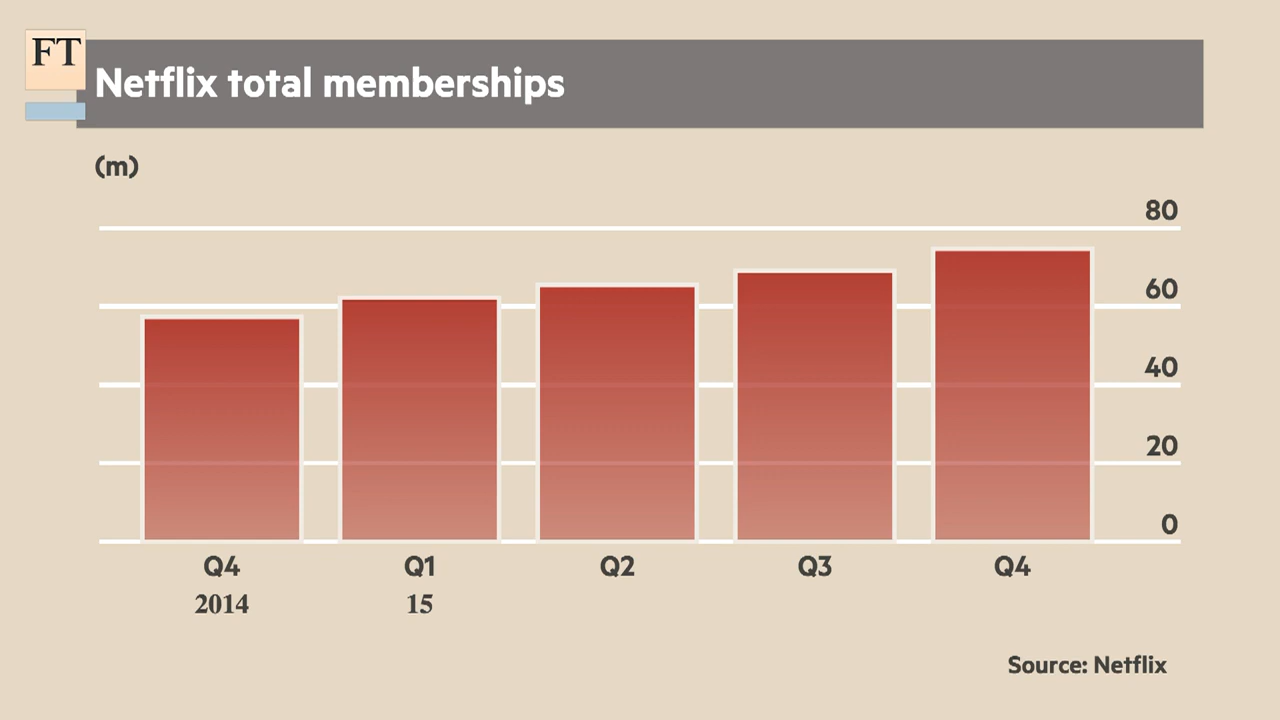 FT
Netflix total memberships
(m)
80
60
40
20
0
Q4 Q1 Q2 Q3 Q4
2014 15
Source: Netflix